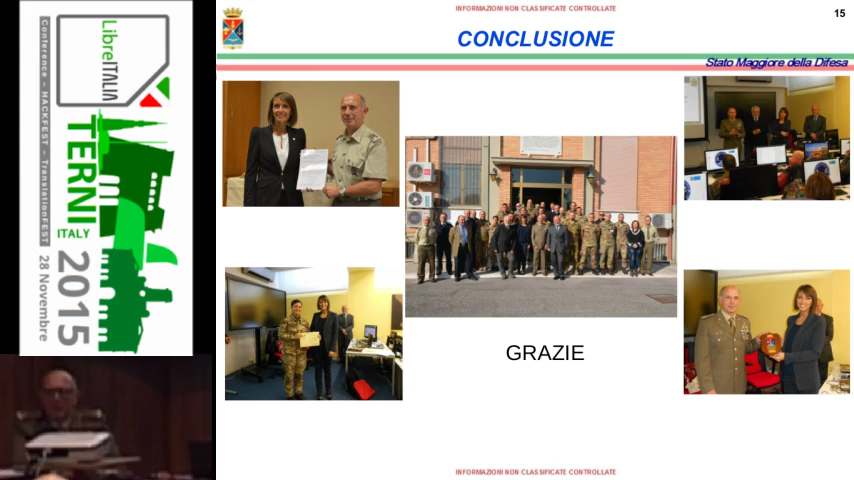 LibreITALIA
Conference – HACKFEST – TranslationFEST
TERNI
ITALY
2015
28 Novembre
INFORMAZIONI NON CLASSIFICATE CONTROLLATE
15
CONCLUSIONE
Stato Maggiore della Difesa
GRAZIE
INFORMAZIONI NON CLASSIFICATE CONTROLLATE